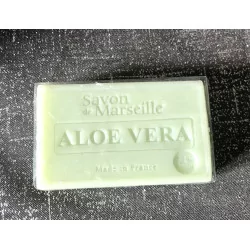 Savon
de Marseille
ALOE VERA
Made in France